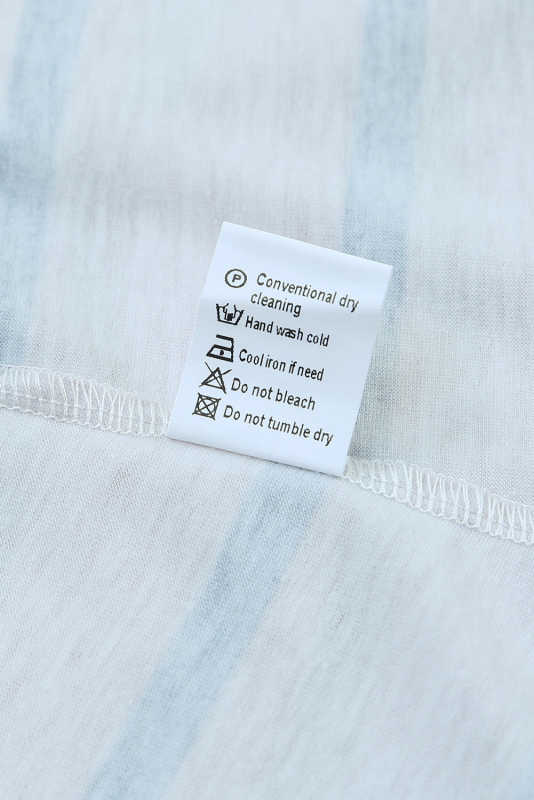 P Conventional dry
cleaning
Hand wash cold
Cool iron if need
Do not bleach
Do not tumble dry